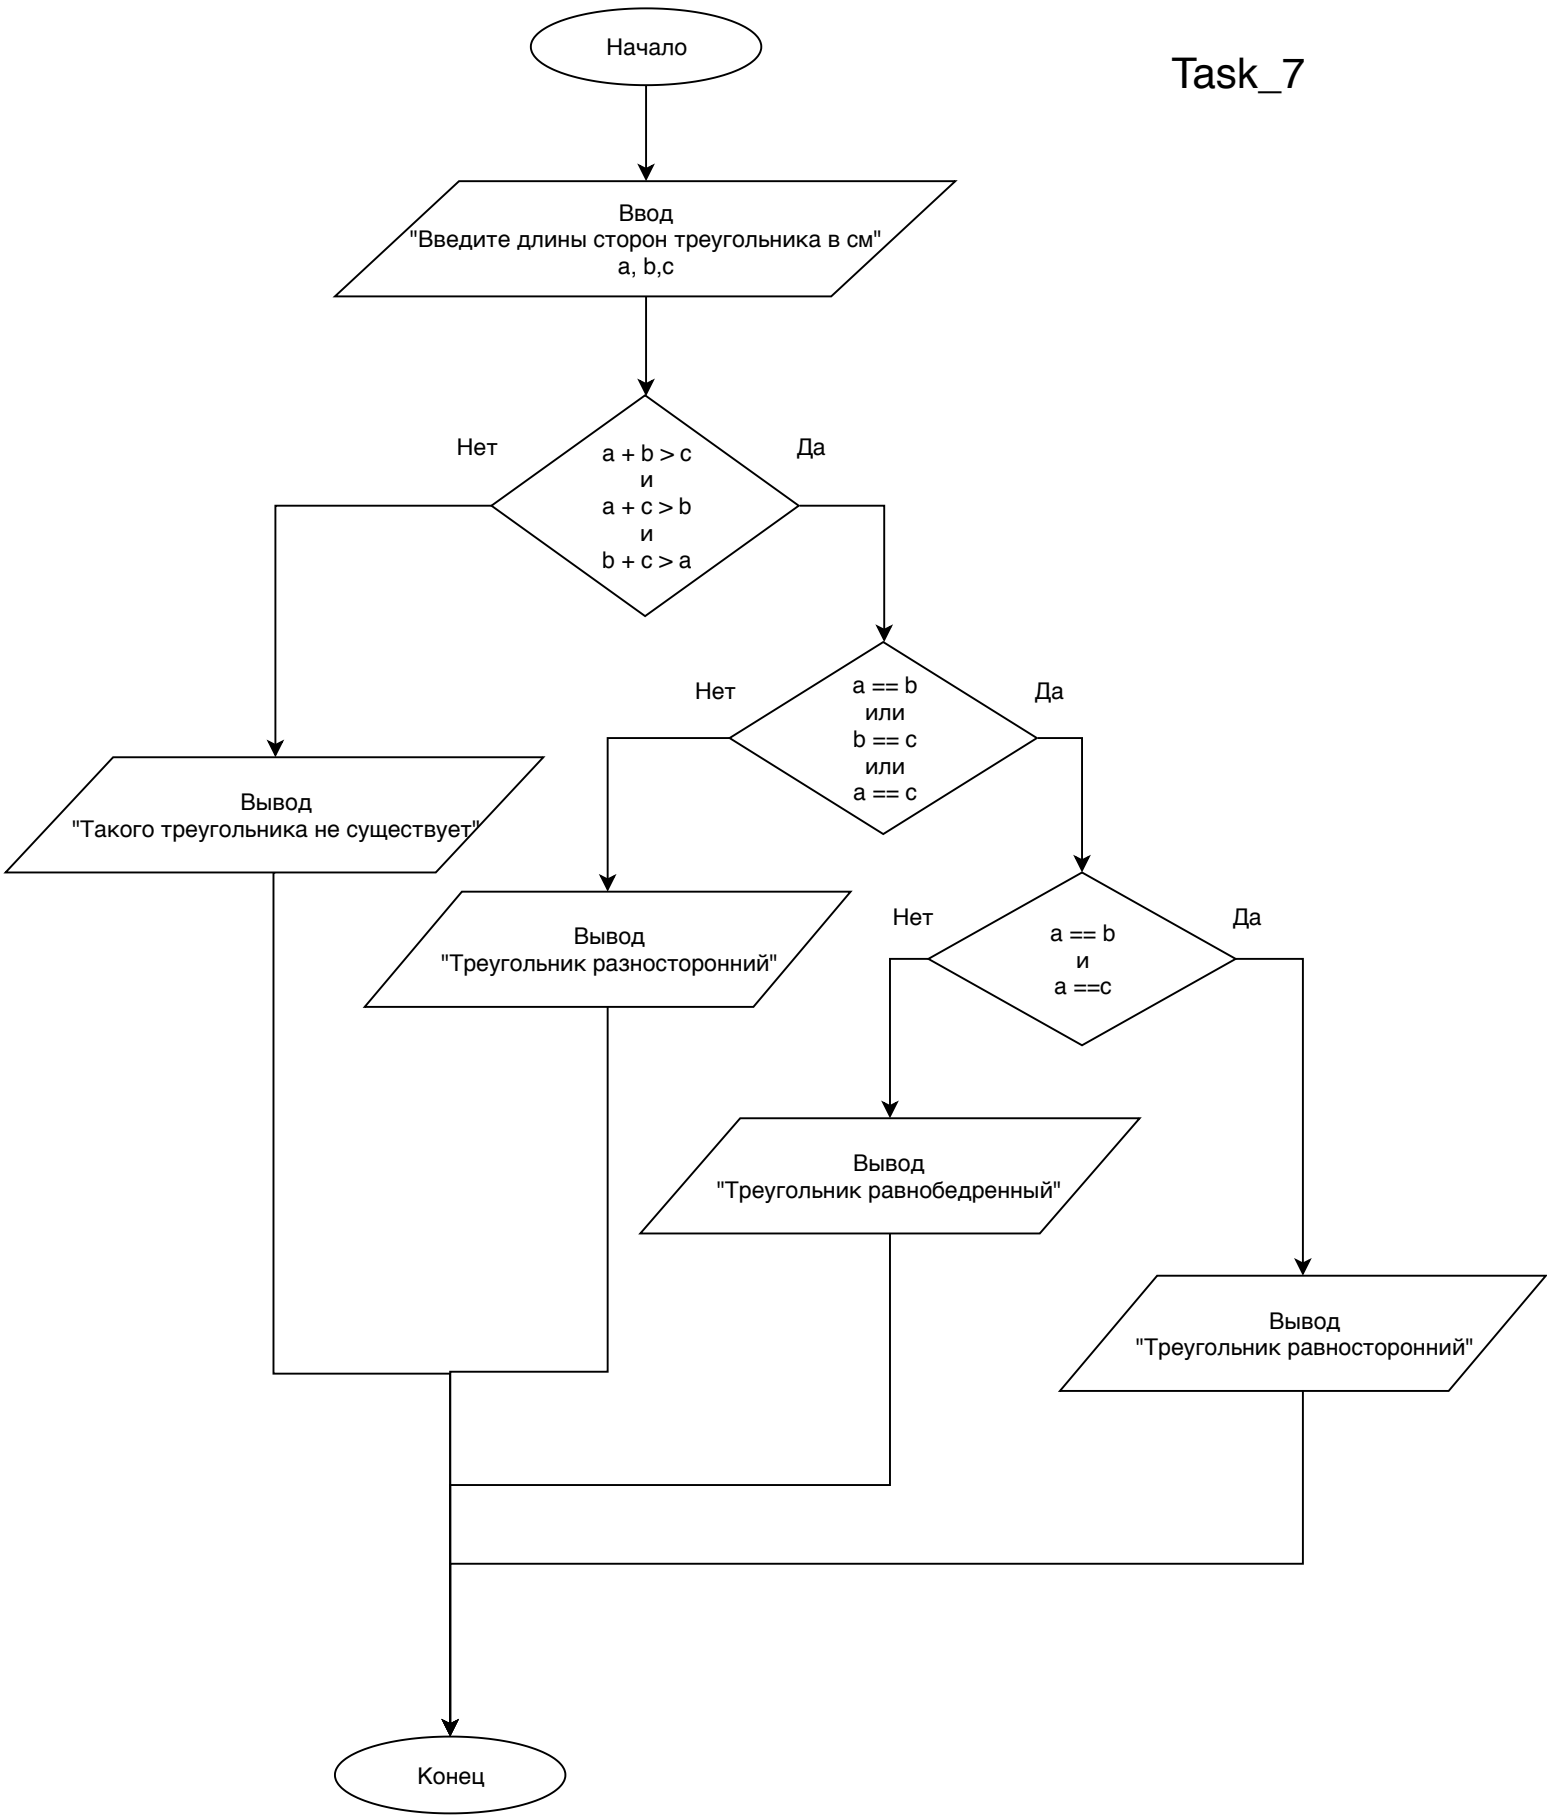 Начало
Task_7
Ввод
"Введите длины сторон треугольника в см"
a, b,c
Нет
Да
a + b > c
и
a + c > b
и
b + c > a
Нет
Да
a == b
или
b == c
или
a == c
Вывод
"Такого треугольника не существует"
Нет
Да
Вывод
"Треугольник разносторонний"
a == b
и
a ==c
Вывод
"Треугольник равнобедренный"
Вывод
"Треугольник равносторонний"
Конец